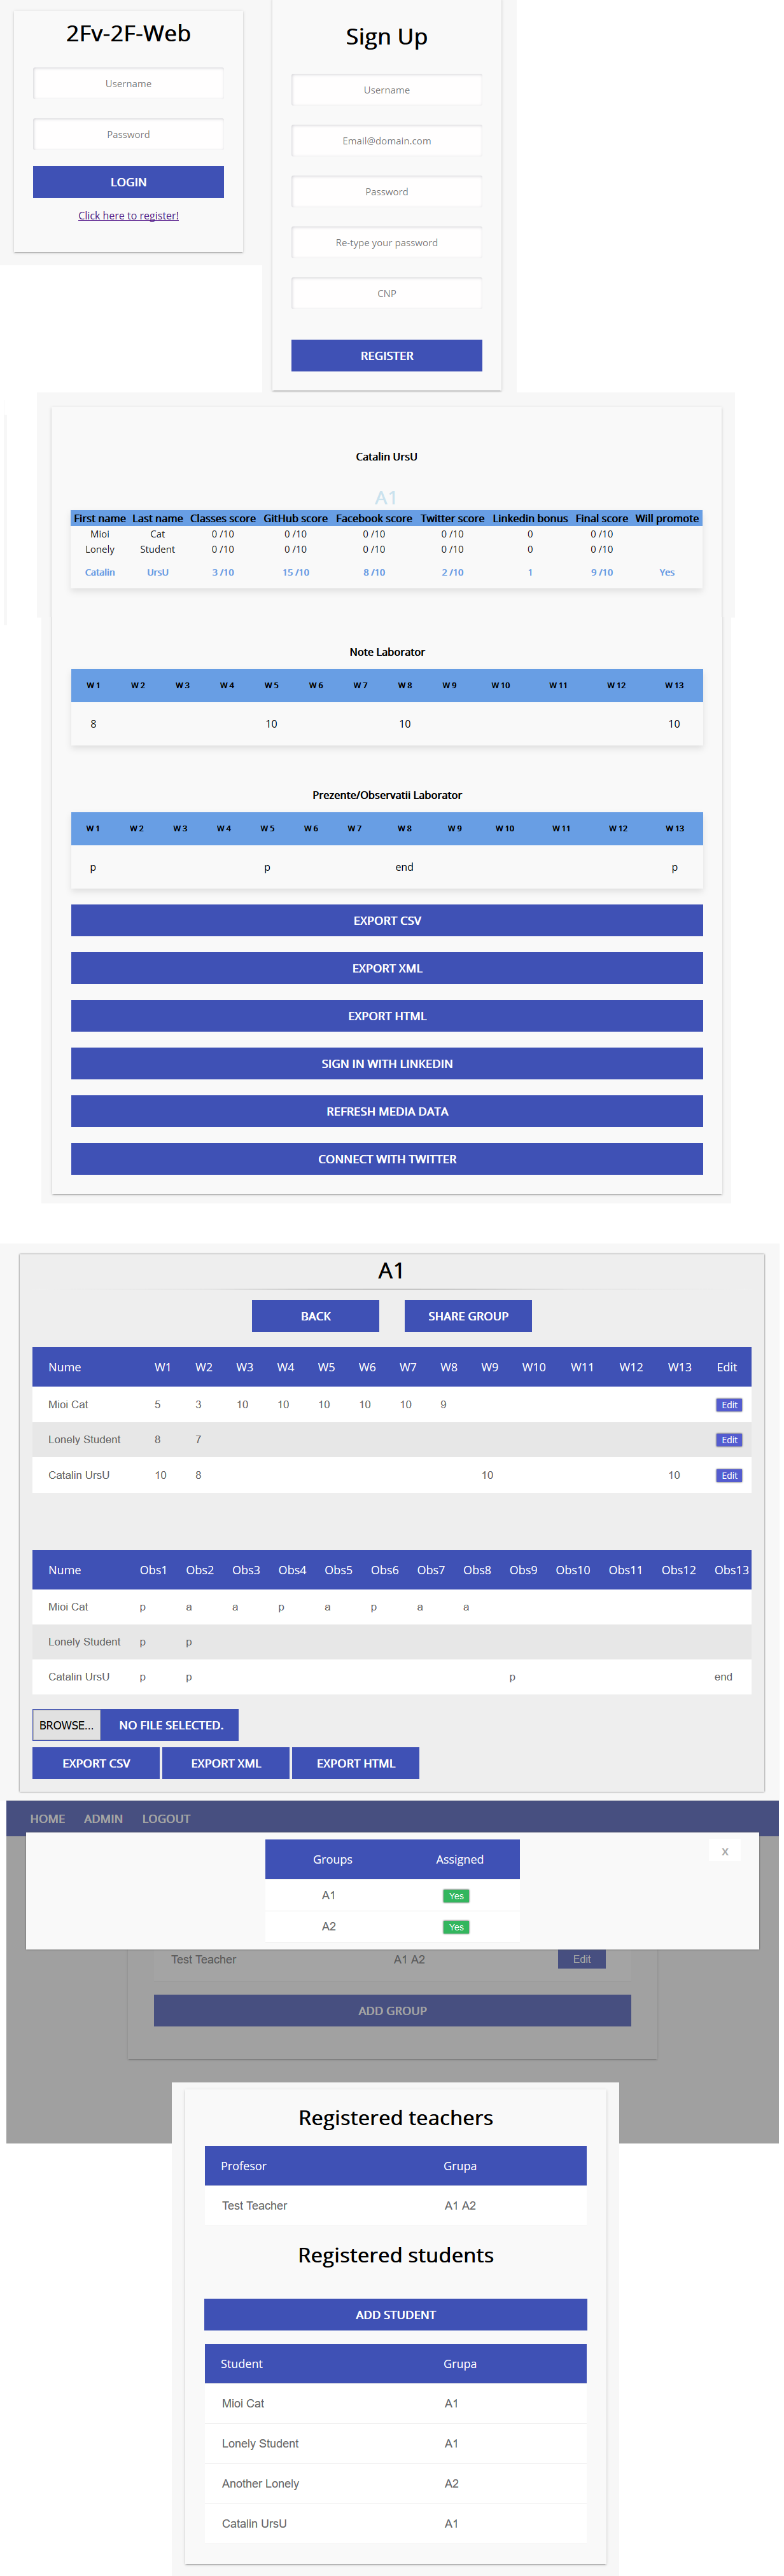 2Fv-2F-Web
Username
Password
LOGIN
Click here to register!
Sign Up
Username
Email@domain.com
Password
Re-type your password
CNP
REGISTER
Catalin UrsU
A1
First name Last name Classes score GitHub score Facebook score Twitter score Linkedin bonus Final score Will promote
Mioi Cat 0 /10 0 /10 0 /10 0 /10 0 0 /10
Lonely Student 0 /10 0 /10 0 /10 0 /10 0 0 /10
Catalin UrsU 3 /10 15 /10 8 /10 2 /10 1 9 /10 Yes
Note Laborator
W 1 W 2 W 3 W 4 W 5 W 6 W 7 W 8 W 9 W 10 W 11 W 12 W 13
8 10 10 10
Prezente/Observatii Laborator
W 1 W 2 W 3 W 4 W 5 W 6 W 7 W 8 W 9 W 10 W 11 W 12 W 13
p p end p
EXPORT CSV
EXPORT XML
EXPORT HTML
SIGN IN WITH LINKEDIN
REFRESH MEDIA DATA
CONNECT WITH TWITTER
A1
BACK SHARE GROUP
Nume W1 W2 W3 W4 W5 W6 W7 W8 W9 W10 W11 W12 W13 Edit
Mioi Cat 5 3 10 10 10 10 10 9 Edit
Lonely Student 8 7 Edit
Catalin UrsU 10 8 10 10 Edit
Nume Obs1 Obs2 Obs3 Obs4 Obs5 Obs6 Obs7 Obs8 Obs9 Obs10 Obs11 Obs12 Obs13
Mioi Cat p a a p a p a a
Lonely Student p p
Catalin UrsU p p p end
BROWSE... NO FILE SELECTED.
EXPORT CSV EXPORT XML EXPORT HTML
HOME ADMIN LOGOUT
x
Groups Assigned
A1 Yes
A2 Yes
Test Teacher A1 A2 Edit
ADD GROUP
Registered teachers
Profesor Grupa
Test Teacher A1 A2
Registered students
ADD STUDENT
Student Grupa
Mioi Cat A1
Lonely Student A1
Another Lonely A2
Catalin UrsU A1